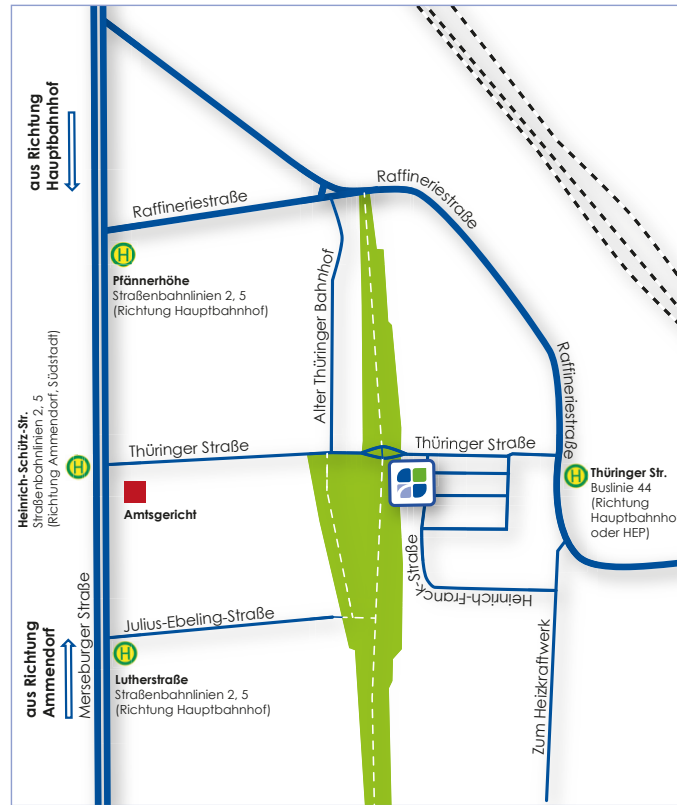 aus Richtung
Hauptbahnhof
Raffineriestraße
Raffineriestraße
H
Pfännerhöhe
Straßenbahnlinien 2, 5
(Richtung Hauptbahnhof)
Alter Thüringer Bahnhof
Raffineriestraße
Heinrich-Schütz-Str.
Straßenbahnlinien 2, 5
(Richtung Ammendorf, Südstadt)
H
Thüringer Straße
Thüringer Straße
H
Thüringer Str.
Buslinie 44
(Richtung
Hauptbahnho
oder HEP)
Amtsgericht
Heinrich-Franck-Straße
Julius-Ebeling-Straße
H
Lutherstraße
Straßenbahnlinien 2, 5
(Richtung Hauptbahnhof)
aus Richtung
Ammendorf
Merseburger Straße
Zum Heizkraftwerk